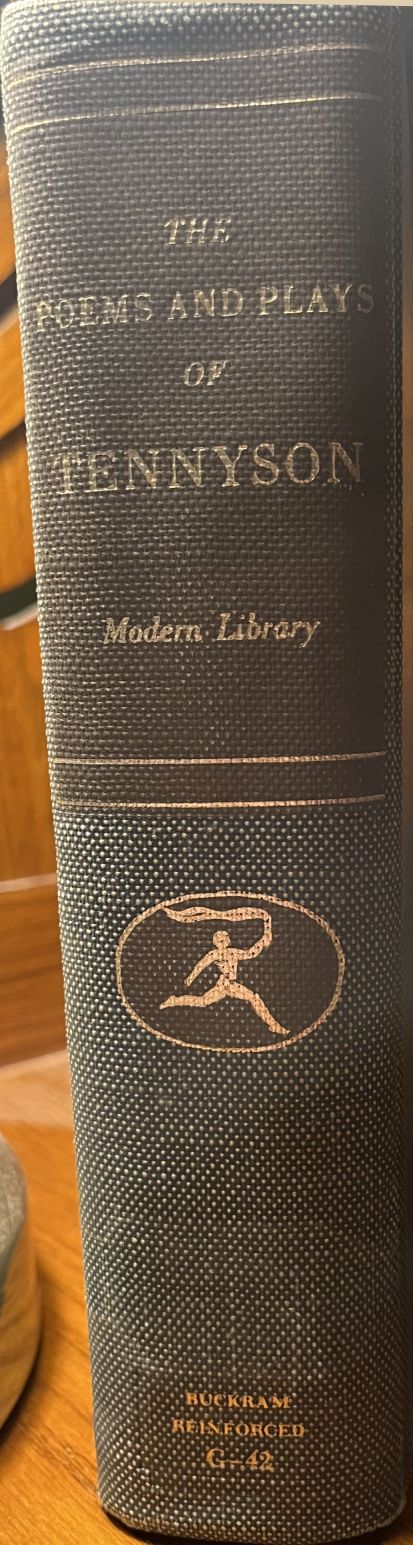 THE
POEMS AND PLAYS
OF
TENNYSON
Modern Library
BUCKRAM
REINFORCED
G-42